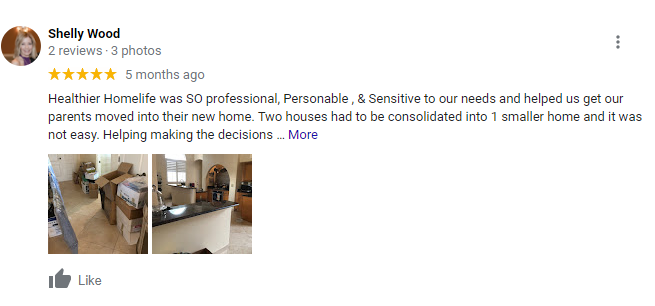 Shelly Wood
2 reviews · 3 photos
5 months ago
Healthier Homelife was SO professional, Personable , & Sensitive to our needs and helped us get our
parents moved into their new home. Two houses had to be consolidated into 1 smaller home and it was
not easy. Helping making the decisions ... More
Like